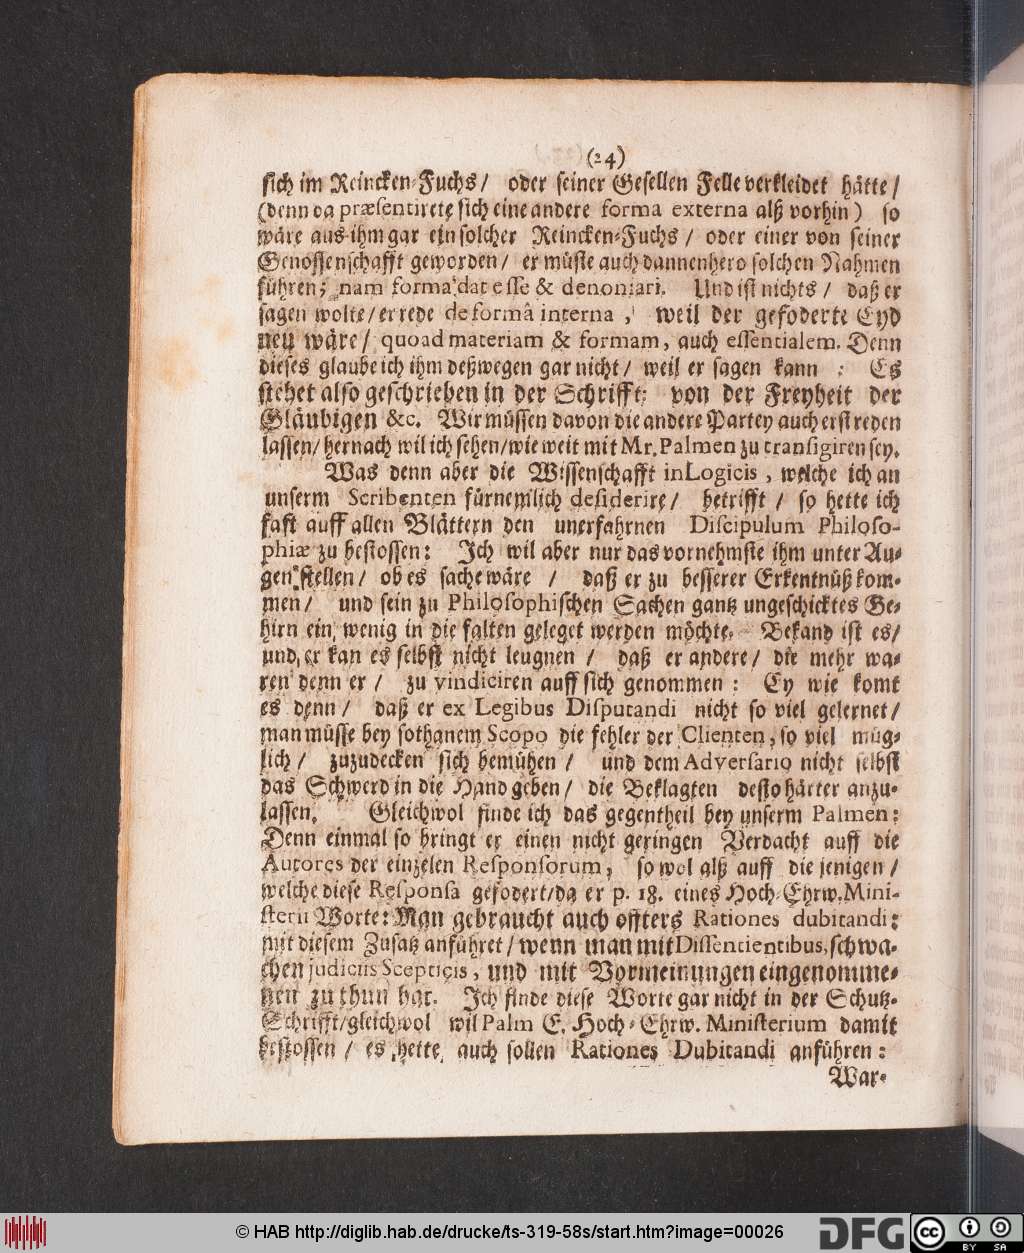 (24)
sich im Reincken-Fuchs/ oder seiner Gesellen Felle verkleidet hätte/
(denn da præsentirete sich eine andere forma externa alß vorhin) so
wäre aus ihm gar ein solcher Reincken-Fuchs/ oder einer von seiner
Genossenschafft geworden/ er müste auch dannenhero solchen Nahmen
führen; nam forma dat esse & denoniari. Und ist nichts/ daß er
sagen wolte/ er rede de formâ interna, weil der gefoderte Eyd
neu wäre/ quoad materiam & formam, auch essentialem. Denn
dieses glaube ich ihm deßwegen gar nicht/ weil er sagen kann: Es
stehet also geschrieben in der Schrifft: von der Freyheit der
Gläubigen &c. Wir müssen davon die andere Partey auch erst reden
lassen/ hernach wil ich sehen/ wie weit mit Mr. Palmen zu transigiren sey.
Was denn aber die Wissenschafft in Logicis, welche ich an
unserm Scribenten fürnemlich desiderire/ betrifft/ so hette ich
fast auff allen Blättern den unerfahrnen Discipulum Philoso-
phiæ zu bestossen: Ich wil aber nur das vornehmste ihm unter Au-
gen stellen/ ob es sache wäre/ daß er zu besserer Erkentnüß kom-
men/ und sein zu Philosophischen Sachen gantz ungeschicktes Ge-
hirn ein wenig in die falten geleget werden möchte. Bekand ist es/
und er kan es selbst nicht leugnen/ daß er andere/ die mehr wa-
ren denn er/ zu vindiciren auff sich genommen: Ey wie komt
es denn/ daß er ex Legibus Disputandi nicht so viel gelernet/
man müsse bey sothanem Scopo die fehler der Clienten, so viel müg-
lich/ zuzudecken sich bemühen/ und dem Adversario nicht selbst
das Schwerd in die Hand geben/ die Beklagten desto härter anzu-
lassen. Gleichwol finde ich das gegentheil bey unserm Palmen:
Denn einmal so bringt er einen nicht geringen Verdacht auff die
Autores der einzelen Responsorum, so wol alß auff die jenigen/
welche diese Responsa gefodert/ da er p. 18. eines Hoch-Ehrw. Mini-
sterii Worte: Man gebraucht auch offters Rationes dubitandi:
mit diesem Zusatz anführet/ wenn man mit Dissentientibus, schwa-
chen judiciis Scepticis, und mit Vormeinungen eingenomme-
nen zu thun hat. Ich finde diese Worte gar nicht in der Schutz-
Schrifft/ gleichwol wil Palm E. Hoch-Ehrw. Ministerium damit
bestossen/ es hette auch sollen Rationes Dubitandi anführen:
War-
© HAB http://diglib.hab.de/drucke/ts-319-58s/start.htm?image=00026
DFG
cc
BY SA